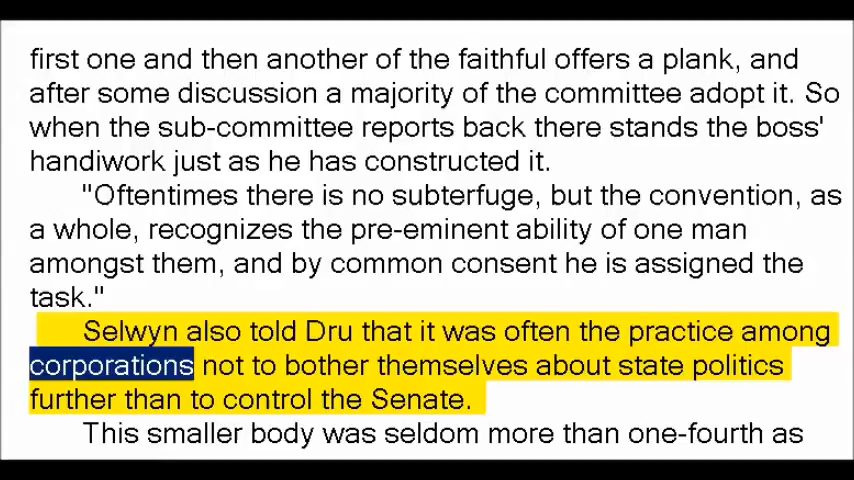 first one and then another of the faithful offers a plank, and
after some discussion a majority of the committee adopt it. So
when the sub-committee reports back there stands the boss'
handiwork just as he has constructed it.
"Oftentimes there is no subterfuge, but the convention, as
a whole, recognizes the pre-eminent ability of one man
amongst them, and by common consent he is assigned the
task."
Selwyn also told Dru that it was often the practice among
corporations not to bother themselves about state politics
further than to control the Senate.
This smaller body was seldom more than one-fourth as